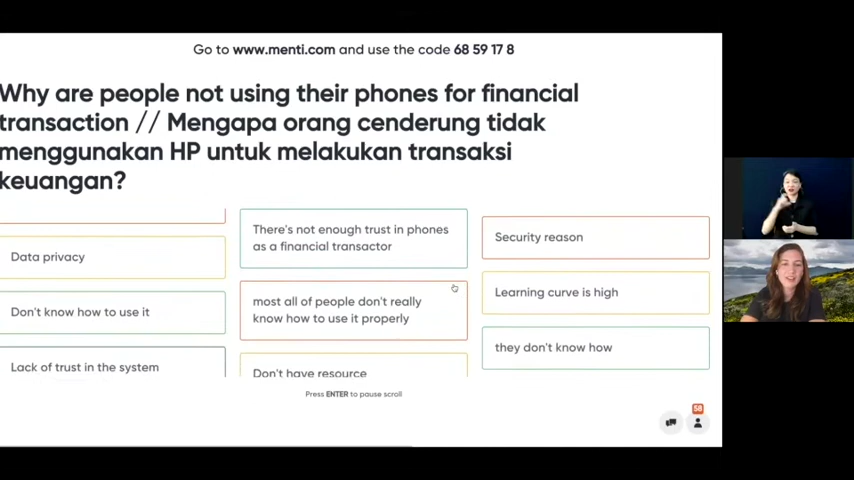 Go to www.menti.com and use the code 68 59 17 8
Why are people not using their phones for financial
transaction // Mengapa orang cenderung tidak
menggunakan HP untuk melakukan transaksi
keuangan?
Data privacy
Don't know how to use it
Lack of trust in the system
There's not enough trust in phones
as a financial transactor
most all of people don't really
know how to use it properly
Don't have resource
Security reason
Learning curve is high
they don't know how
Press ENTER to pause scroll
58